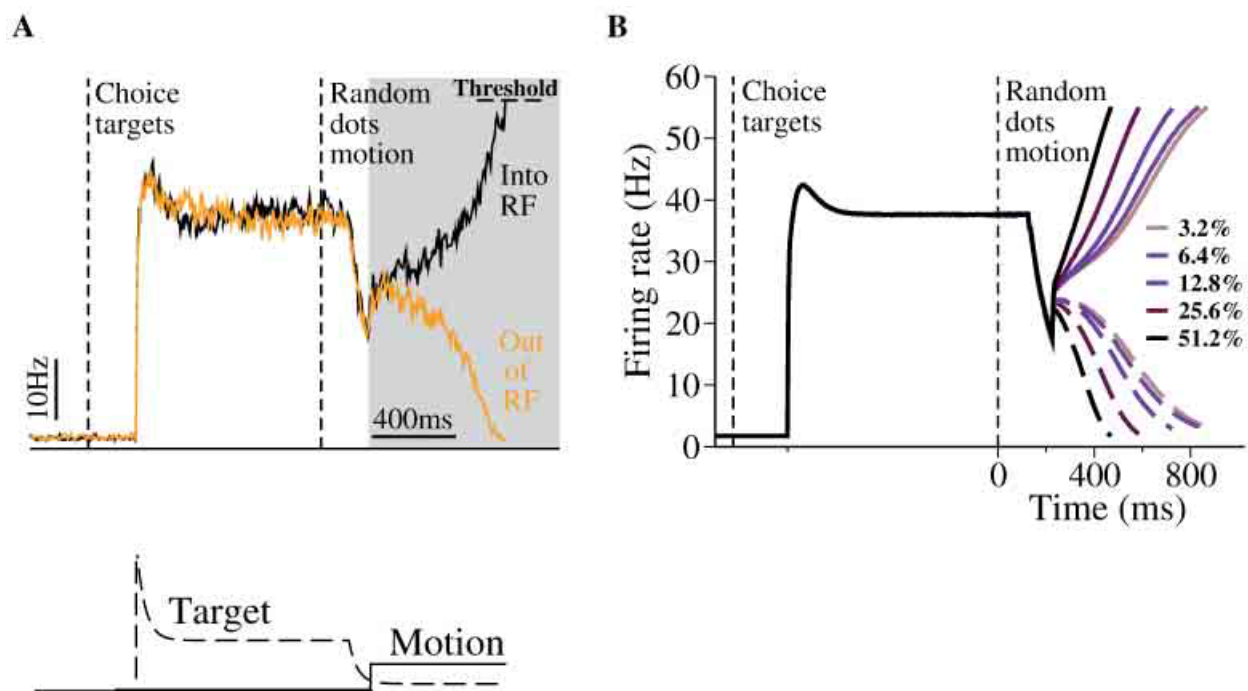 A
B
Choice
targets
Random
dots
motion
Threshold
Into
RF
Out
of
RF
10Hz
400ms
Target
Motion
Firing rate (Hz)
60
50
40
30
20
10
0
Choice
targets
Random
dots
motion
3.2%
6.4%
12.8%
25.6%
51.2%
0
400
800
Time (ms)